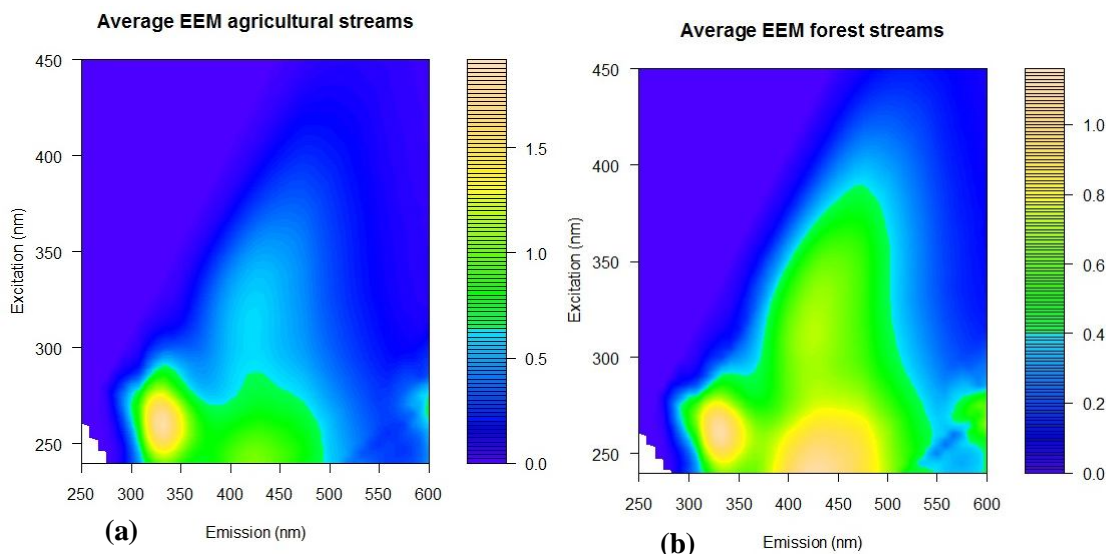 Average EEM agricultural streams
450
400
350
300
250
Excitation (nm)
250 300 350 400 450 500 550 600
Emission (nm)
1.5
1.0
0.5
0.0
(a)
Average EEM forest streams
450
400
350
300
250
Excitation (nm)
250 300 350 400 450 500 550 600
Emission (nm)
1.0
0.8
0.6
0.4
0.2
0.0
(b)